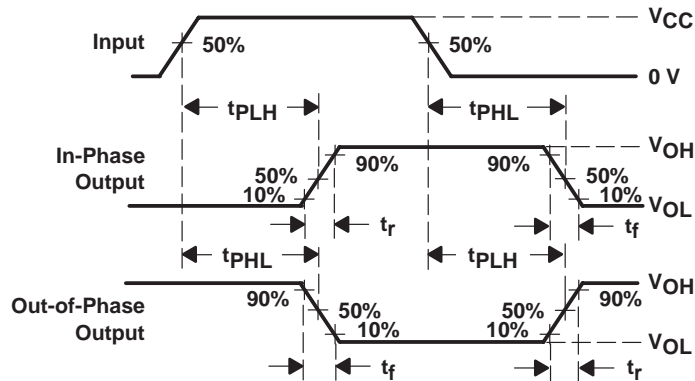 VCC
Input 50% 50%
0 V
tPLH tPHL
In-Phase Output VOH
90% 90%
50% 50%
10% 10%
VOL
tr tf
tPHL tPLH
Out-of-Phase Output VOH
90% 90%
50% 50%
10% 10%
VOL
tf tr